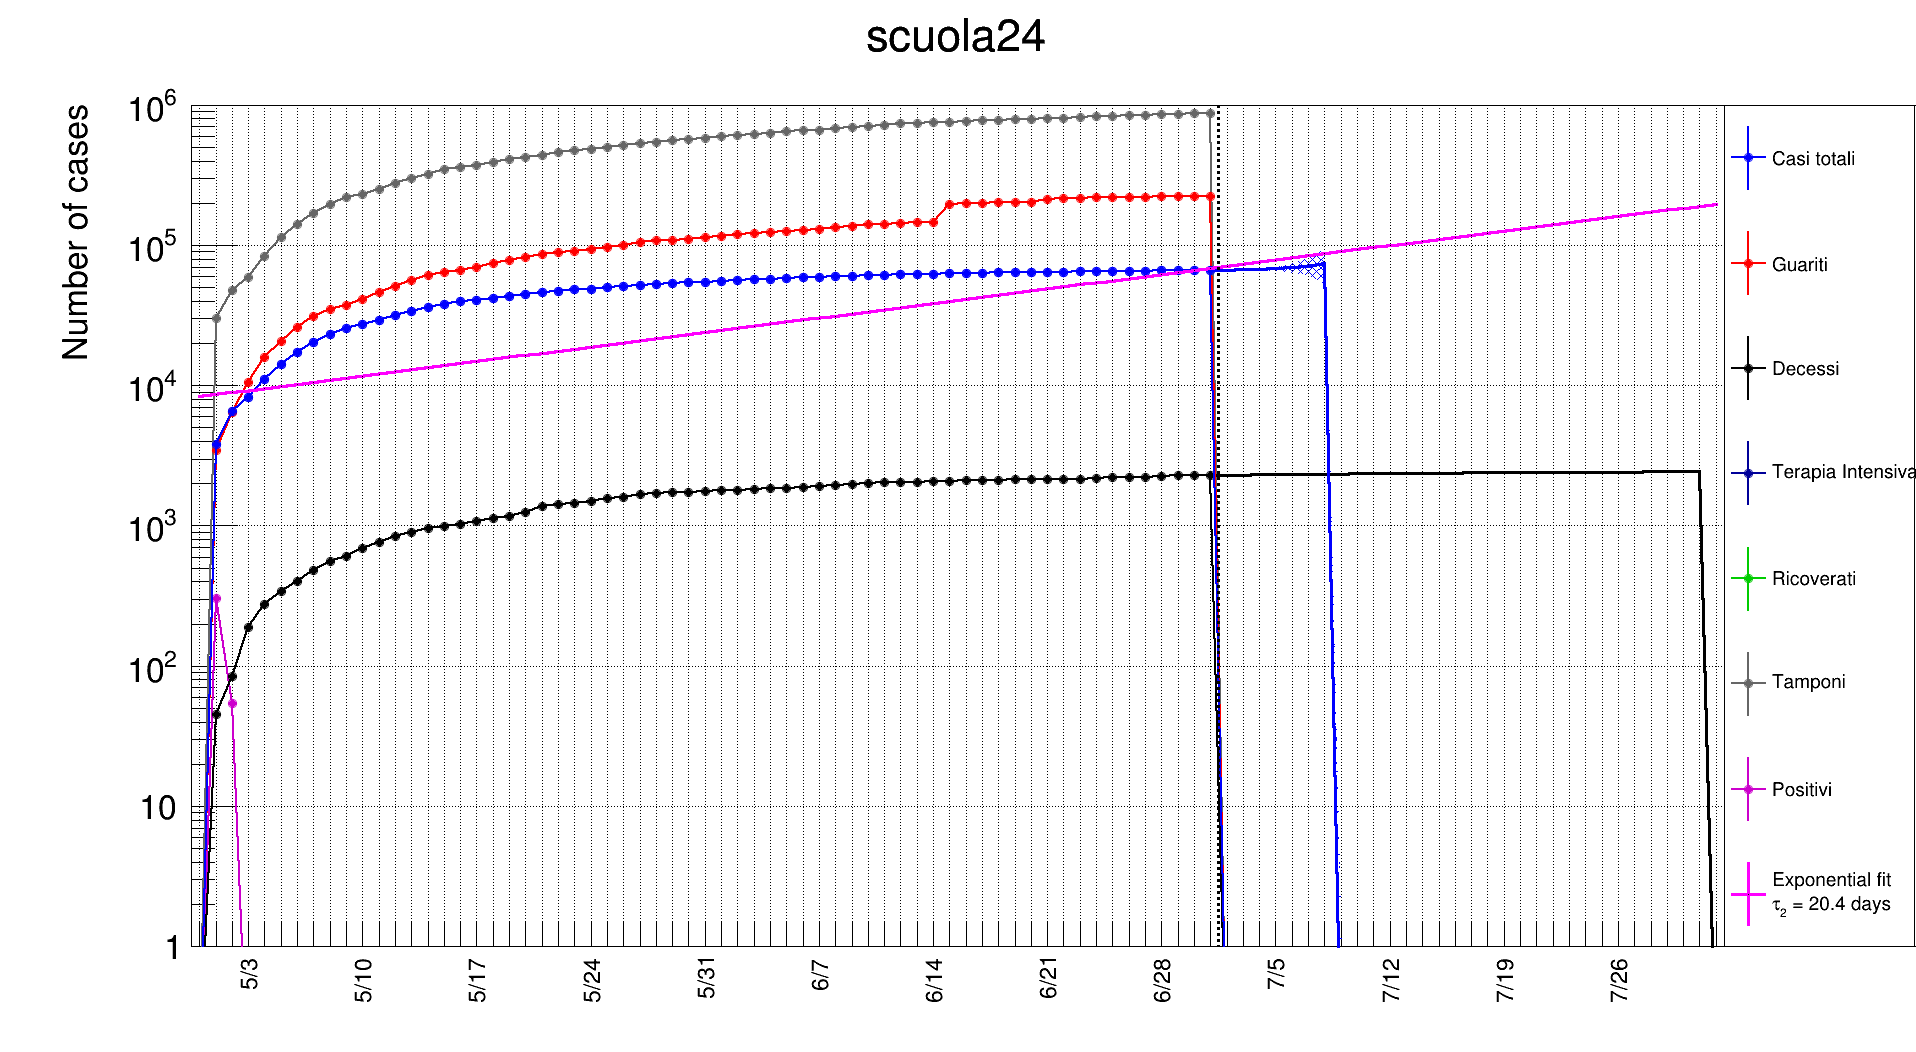 scuola24
Number of cases
10^6
10^5
10^4
10^3
10^2
10
1
5/3
5/10
5/17
5/24
5/31
6/7
6/14
6/21
6/28
7/5
7/12
7/19
7/26
Casi totali
Guariti
Decessi
Terapia Intensiva
Ricoverati
Tamponi
Positivi
Exponential fit
τ₂ = 20.4 days